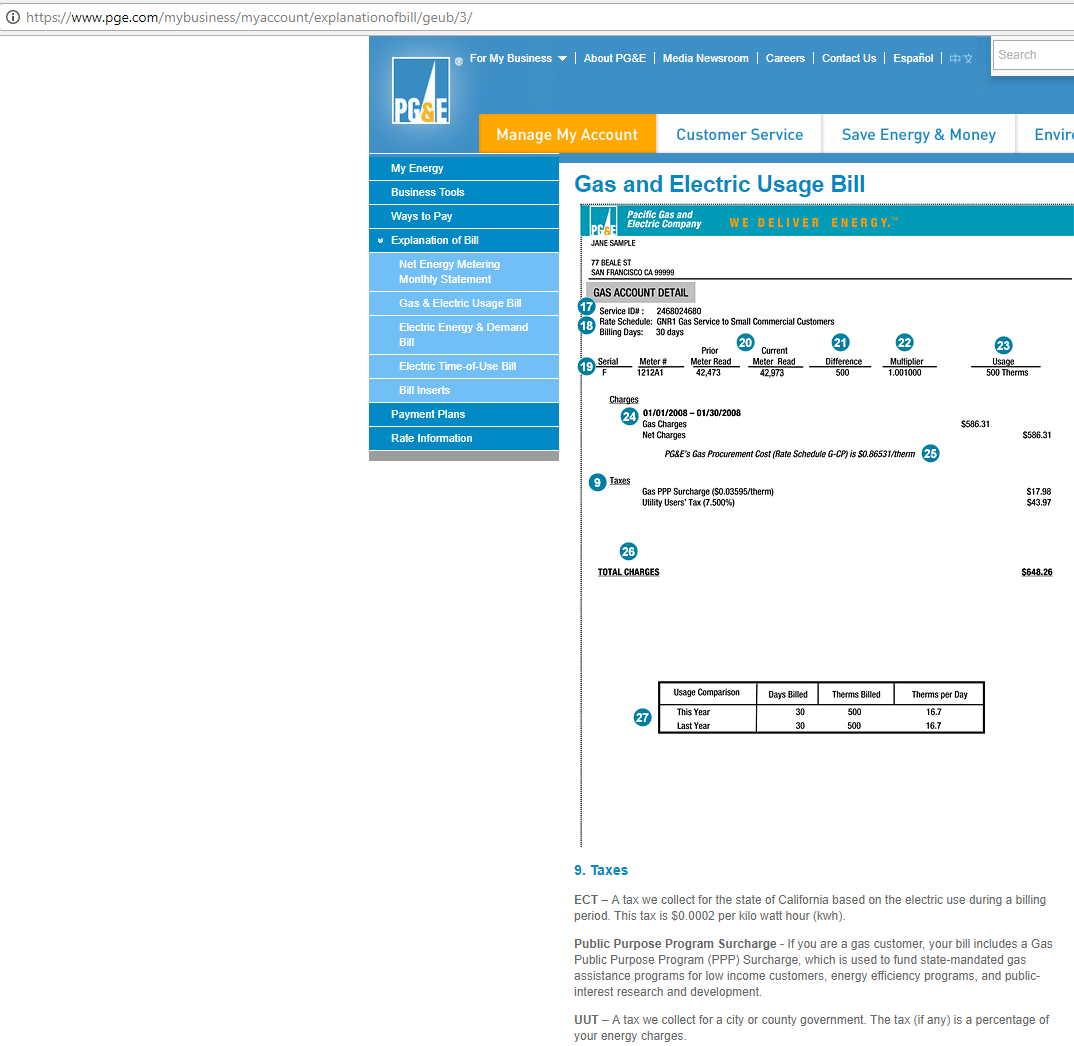 https://www.pge.com/mybusiness/myaccount/explanationofbill/geub/3/
PG&E ®
For My Business | About PG&E | Media Newsroom | Careers | Contact Us | Español | 中文
Search
Manage My Account
Customer Service
Save Energy & Money
Enviro
My Energy
Business Tools
Ways to Pay
Explanation of Bill
Net Energy Metering
Monthly Statement
Gas & Electric Usage Bill
Electric Energy & Demand
Bill
Electric Time-of-Use Bill
Bill Inserts
Payment Plans
Rate Information
Gas and Electric Usage Bill
PG&E
Pacific Gas and
Electric Company
WE DELIVER ENERGY.™
JANE SAMPLE
77 BEALE ST
SAN FRANCISCO CA 99999
GAS ACCOUNT DETAIL
17 Service ID# : 2468024680
18 Rate Schedule: GNR1 Gas Service to Small Commercial Customers
Billing Days: 30 days
20 21 22 23
Prior Current
19 Serial Meter # Meter Read Meter Read Difference Multiplier Usage
F 1212A1 42,473 42,973 500 1.001000 500 Therms
Charges
24 01/01/2008 – 01/30/2008
Gas Charges $586.31
Net Charges $586.31
PG&E's Gas Procurement Cost (Rate Schedule G-CP) is $0.86531/therm 25
9 Taxes
Gas PPP Surcharge ($0.03595/therm) $17.98
Utility Users' Tax (7.500%) $43.97
26
TOTAL CHARGES $648.26
Usage Comparison Days Billed Therms Billed Therms per Day
27 This Year 30 500 16.7
Last Year 30 500 16.7
9. Taxes
ECT – A tax we collect for the state of California based on the electric use during a billing
period. This tax is $0.0002 per kilo watt hour (kwh).
Public Purpose Program Surcharge - If you are a gas customer, your bill includes a Gas
Public Purpose Program (PPP) Surcharge, which is used to fund state-mandated gas
assistance programs for low income customers, energy efficiency programs, and public-
interest research and development.
UUT – A tax we collect for a city or county government. The tax (if any) is a percentage of
your energy charges.